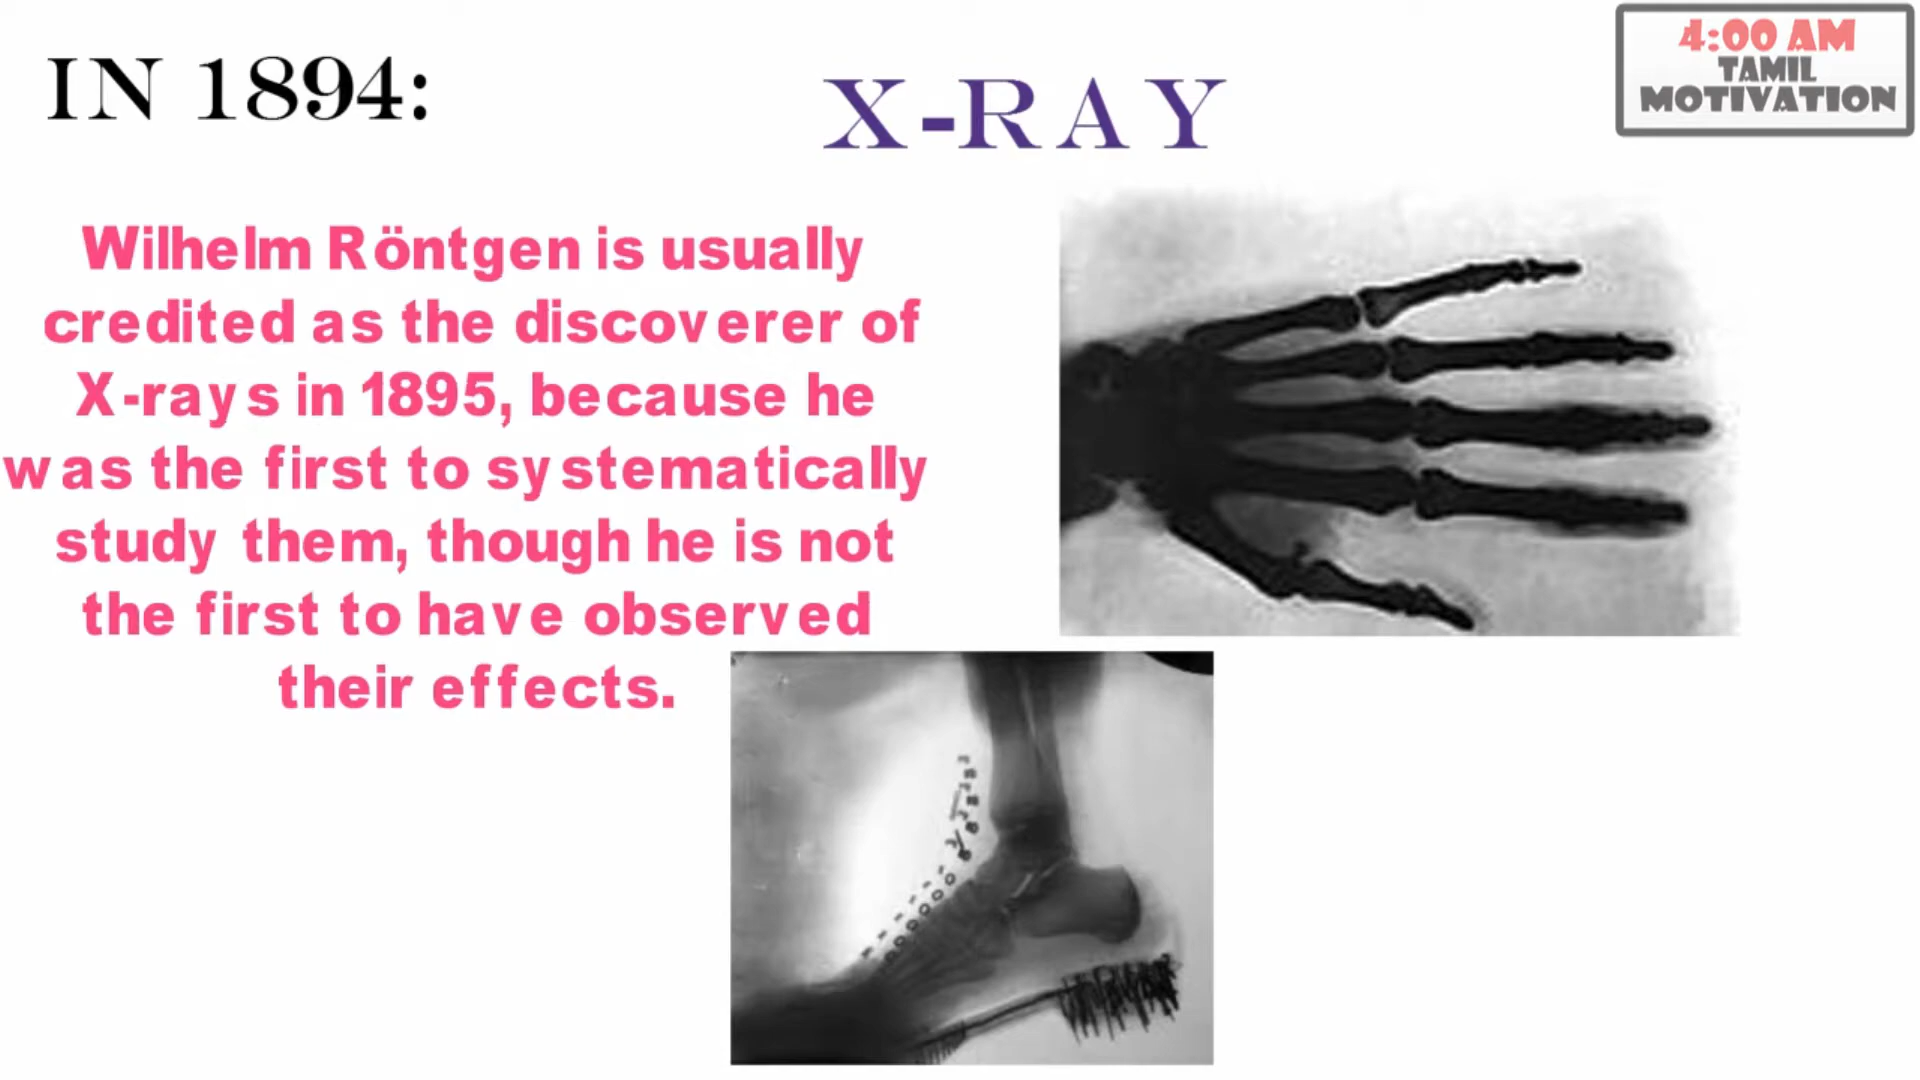 IN 1894:
X-RAY
4:00 AM
TAMIL
MOTIVATION
Wilhelm Röntgen is usually
credited as the discoverer of
X-rays in 1895, because he
was the first to systematically
study them, though he is not
the first to have observed
their effects.